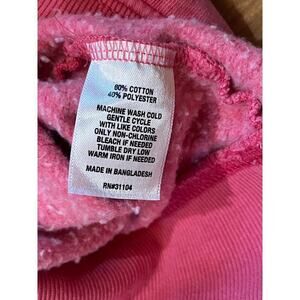 60% COTTON
40% POLYESTER
MACHINE WASH COLD
GENTLE CYCLE
WITH LIKE COLORS
ONLY NON-CHLORINE
BLEACH IF NEEDED
TUMBLE DRY LOW
WARM IRON IF NEEDED
MADE IN BANGLADESH
RN#31104